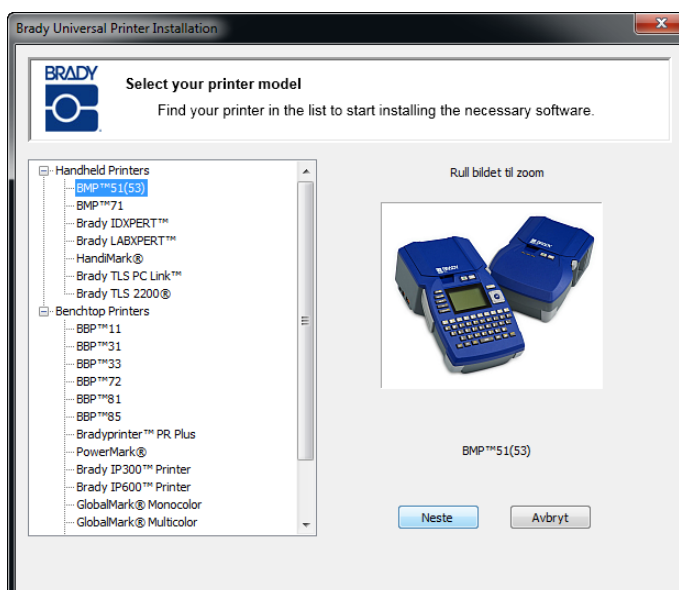 Brady Universal Printer Installation
BRADY
Select your printer model
Find your printer in the list to start installing the necessary software.
Handheld Printers
BMP™51(53)
BMP™71
Brady IDXPERT™
Brady LABXPERT™
HandiMark®
Brady TLS PC Link™
Brady TLS 2200®
Benchtop Printers
BBP™11
BBP™31
BBP™33
BBP™72
BBP™81
BBP™85
Bradyprinter™ PR Plus
PowerMark®
Brady IP300™ Printer
Brady IP600™ Printer
GlobalMark® Monocolor
GlobalMark® Multicolor
Rull bildet til zoom
BMP™51(53)
Neste
Avbryt